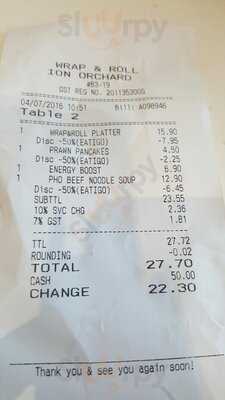 sluurpy
WRAP & ROLL
ION ORCHARD
#B3-19
GST REG NO. 201135300G
04/07/2016 10:51 Bill: A098946
Table 2
1 WRAP&ROLL PLATTER 15.90
Disc -50%(EATIGO) -7.95
1 PRAWN PANCAKES 4.50
Disc -50%(EATIGO) -2.25
1 ENERGY BOOST 6.90
1 PHO BEEF NOODLE SOUP 12.90
Disc -50%(EATIGO) -6.45
SUBTTL 23.55
10% SVC CHG 2.36
7% GST 1.81
TTL 27.72
ROUNDING -0.02
TOTAL 27.70
CASH 50.00
CHANGE 22.30
Thank you & see you again soon!